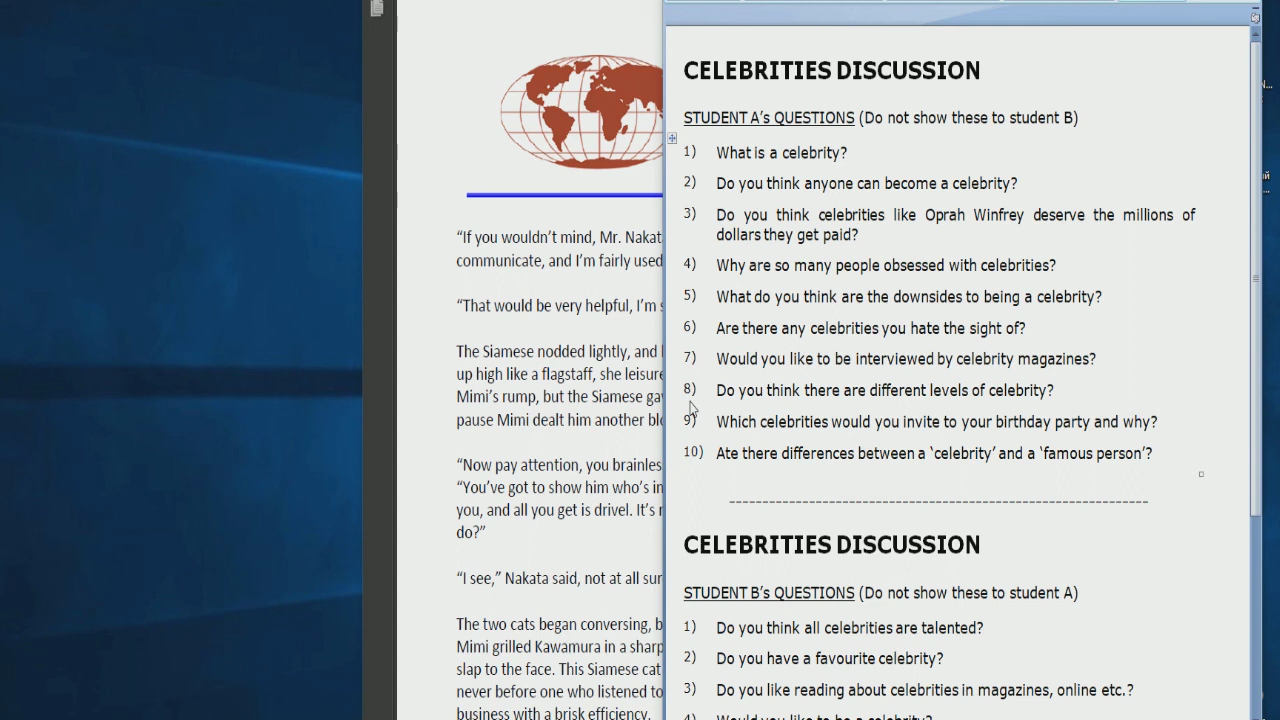 "If you wouldn't mind, Mr. Nakat
communicate, and I'm fairly used
"That would be very helpful, I'm s
The Siamese nodded lightly, and
up high like a flagstaff, she leisure
Mimi's rump, but the Siamese ga
pause Mimi dealt him another blo
"Now pay attention, you brainles
"You've got to show him who's in
you, and all you get is drivel. It's
do?"
"I see," Nakata said, not at all sur
The two cats began conversing, b
Mimi grilled Kawamura in a sharp
slap to the face. This Siamese cat
never before one who listened to
business with a brisk efficiency.
CELEBRITIES DISCUSSION
STUDENT A's QUESTIONS (Do not show these to student B)
1) What is a celebrity?
2) Do you think anyone can become a celebrity?
3) Do you think celebrities like Oprah Winfrey deserve the millions of
dollars they get paid?
4) Why are so many people obsessed with celebrities?
5) What do you think are the downsides to being a celebrity?
6) Are there any celebrities you hate the sight of?
7) Would you like to be interviewed by celebrity magazines?
8) Do you think there are different levels of celebrity?
9) Which celebrities would you invite to your birthday party and why?
10) Ate there differences between a 'celebrity' and a 'famous person'?
CELEBRITIES DISCUSSION
STUDENT B's QUESTIONS (Do not show these to student A)
1) Do you think all celebrities are talented?
2) Do you have a favourite celebrity?
3) Do you like reading about celebrities in magazines, online etc.?
4) Would you like to be a celebrity?